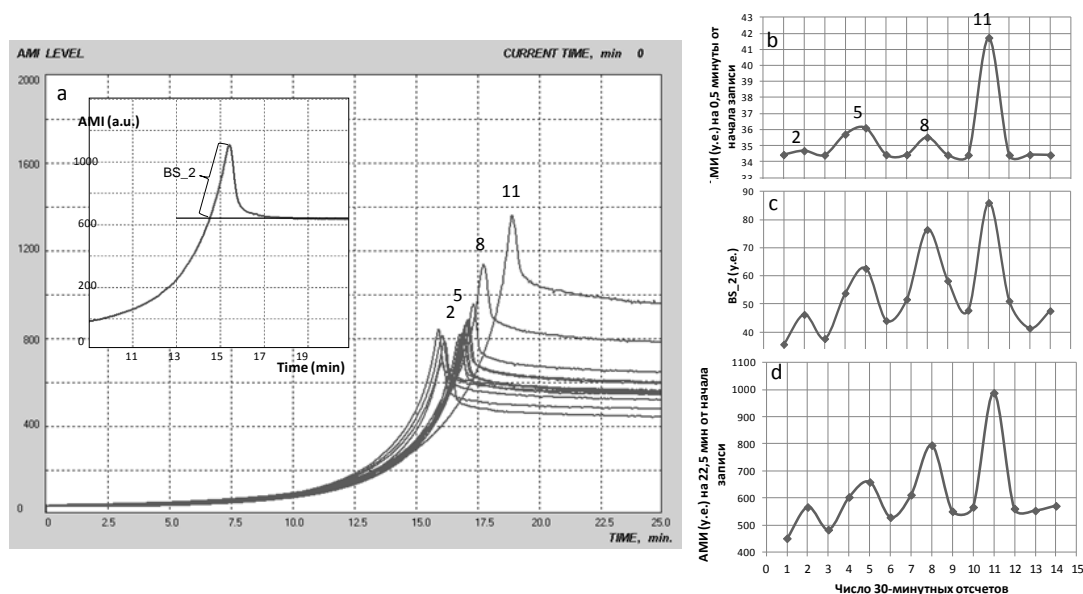 AMI LEVEL
CURRENT TIME, min 0
2000
1600
1200
800
400
0
a
AMI (a.u.)
1000
600
200
0
BS_2
11 13 15 17 19
Time (min)
11
8
5
2
0 2.5 5.0 7.5 10.0 12.5 15.0 17.5 20.0 22.5 25.0
TIME, min.
b
43
42
41
40
39
38
37
36
35
34
33
2
5
8
11
АМИ (у.е.) на 0,5 минуты от
начала записи
c
90
80
70
60
50
40
BS_2 (у.е.)
d
1100
1000
900
800
700
600
500
400
АМИ (у.е.) на 22,5 мин от начала
записи
0 1 2 3 4 5 6 7 8 9 10 11 12 13 14 15
Число 30-минутных отсчетов